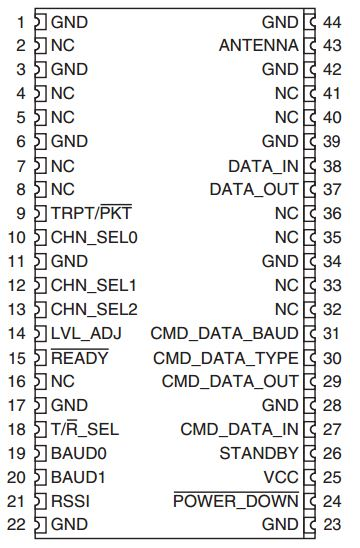 1 GND GND 44
2 NC ANTENNA 43
3 GND GND 42
4 NC NC 41
5 NC NC 40
6 GND GND 39
7 NC DATA_IN 38
8 NC DATA_OUT 37
9 TRPT/P̅K̅T̅ NC 36
10 CHN_SEL0 NC 35
11 GND GND 34
12 CHN_SEL1 NC 33
13 CHN_SEL2 NC 32
14 LVL_ADJ CMD_DATA_BAUD 31
15 R̅E̅A̅D̅Y̅ CMD_DATA_TYPE 30
16 NC CMD_DATA_OUT 29
17 GND GND 28
18 T/R̅_SEL CMD_DATA_IN 27
19 BAUD0 STANDBY 26
20 BAUD1 VCC 25
21 RSSI P̅O̅W̅E̅R̅_̅D̅O̅W̅N̅ 24
22 GND GND 23